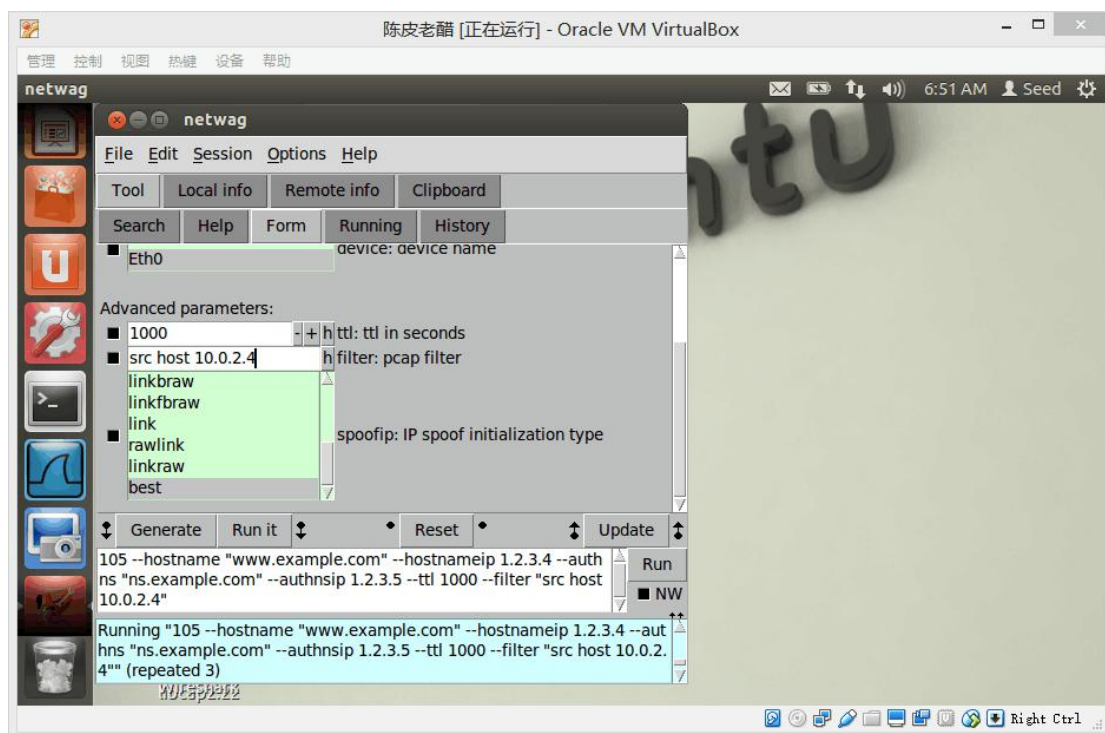 陈皮老醋 [正在运行] - Oracle VM VirtualBox
管理 控制 视图 热键 设备 帮助
netwag 6:51 AM Seed
netwag
File Edit Session Options Help
Tool Local info Remote info Clipboard
Search Help Form Running History
Eth0 device: device name
Advanced parameters:
1000 - + h ttl: ttl in seconds
src host 10.0.2.4 h filter: pcap filter
linkbraw
linkfbraw
link
spoofip: IP spoof initialization type
rawlink
linkraw
best
Generate Run it Reset Update
105 --hostname "www.example.com" --hostnameip 1.2.3.4 --auth
ns "ns.example.com" --authnsip 1.2.3.5 --ttl 1000 --filter "src host
10.0.2.4"
Run
NW
Running "105 --hostname "www.example.com" --hostnameip 1.2.3.4 --aut
hns "ns.example.com" --authnsip 1.2.3.5 --ttl 1000 --filter "src host 10.0.2.
4"" (repeated 3)
Right Ctrl